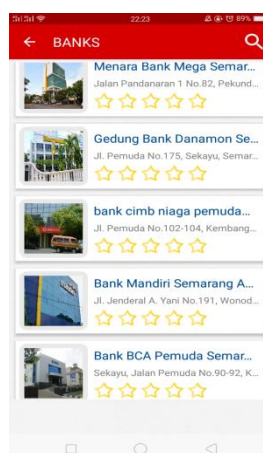 22:23
89%
BANKS
Menara Bank Mega Semar...
Jalan Pandanaran 1 No.82, Pekund...
Gedung Bank Danamon Se...
Jl. Pemuda No.175, Sekayu, Semar...
bank cimb niaga pemuda...
Jl. Pemuda No.102-104, Kembang...
Bank Mandiri Semarang A...
Jl. Jenderal A. Yani No.191, Wonod...
Bank BCA Pemuda Semar...
Sekayu, Jalan Pemuda No.90-92, K...